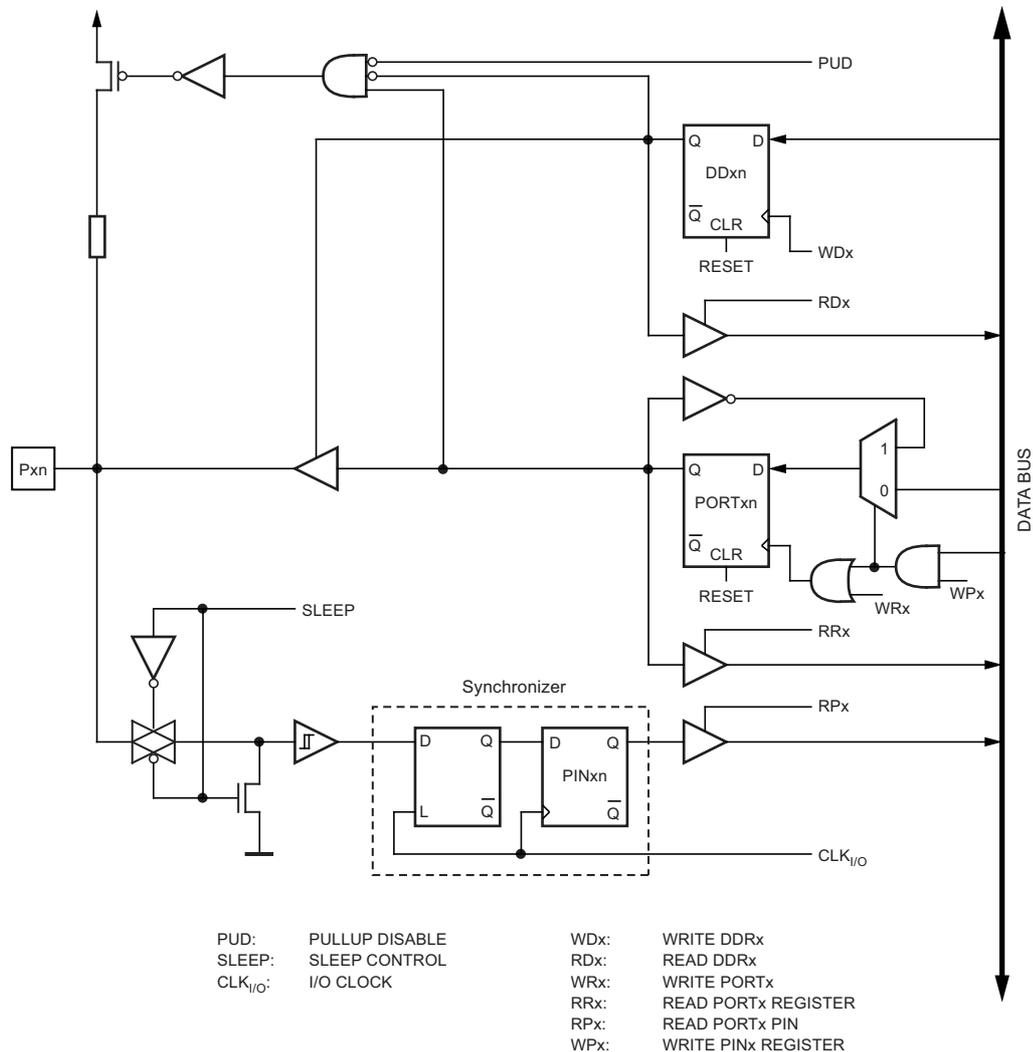 PUD
Q D
DDxn
Q
CLR
RESET
WDx
RDx
1
Pxn
Q D
0
PORTxn
DATA BUS
Q
CLR
RESET
WRx
WPx
SLEEP
RRx
Synchronizer
RPx
D Q
D Q
PINxn
L Q
Q
CLKI/O
PUD: PULLUP DISABLE
SLEEP: SLEEP CONTROL
CLKI/O: I/O CLOCK
WDx: WRITE DDRx
RDx: READ DDRx
WRx: WRITE PORTx
RRx: READ PORTx REGISTER
RPx: READ PORTx PIN
WPx: WRITE PINx REGISTER